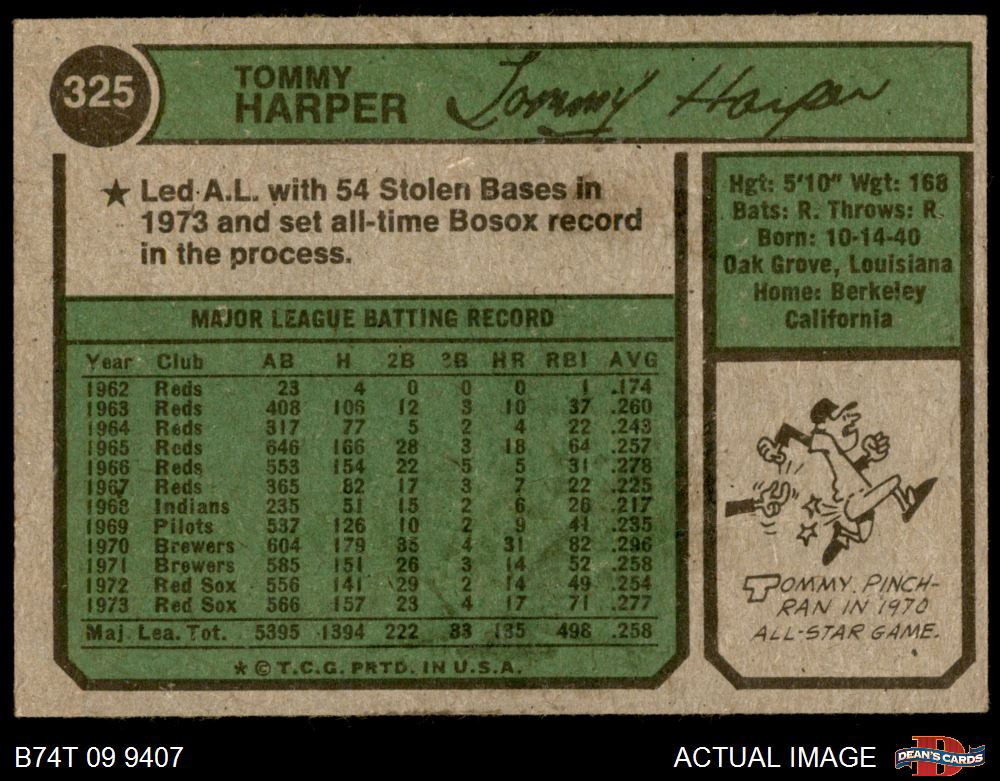 325
TOMMY
HARPER
Tommy Harper
★ Led A.L. with 54 Stolen Bases in
1973 and set all-time Bosox record
in the process.
Hgt: 5'10" Wgt: 168
Bats: R. Throws: R.
Born: 10-14-40
Oak Grove, Louisiana
Home: Berkeley
California
MAJOR LEAGUE BATTING RECORD
Year Club AB H 2B 3B HR RBI AVG
1962 Reds 23 4 0 0 0 1 .174
1963 Reds 408 106 12 3 10 37 .260
1964 Reds 317 77 5 2 4 22 .243
1965 Reds 646 166 28 3 18 64 .257
1966 Reds 553 154 22 5 5 31 .278
1967 Reds 365 82 17 3 7 22 .225
1968 Indians 235 51 15 2 6 26 .217
1969 Pilots 537 126 10 2 9 41 .235
1970 Brewers 604 179 35 4 31 82 .296
1971 Brewers 585 151 26 3 14 52 .258
1972 Red Sox 556 141 29 2 14 49 .254
1973 Red Sox 566 157 23 4 17 71 .277
Maj. Lea. Tot. 5395 1394 222 33 135 498 .258
* © T.C.G. PRTD. IN U.S.A.
TOMMY PINCH-
RAN IN 1970
ALL-STAR GAME.
B74T 09 9407
ACTUAL IMAGE
D
DEAN'S CARDS